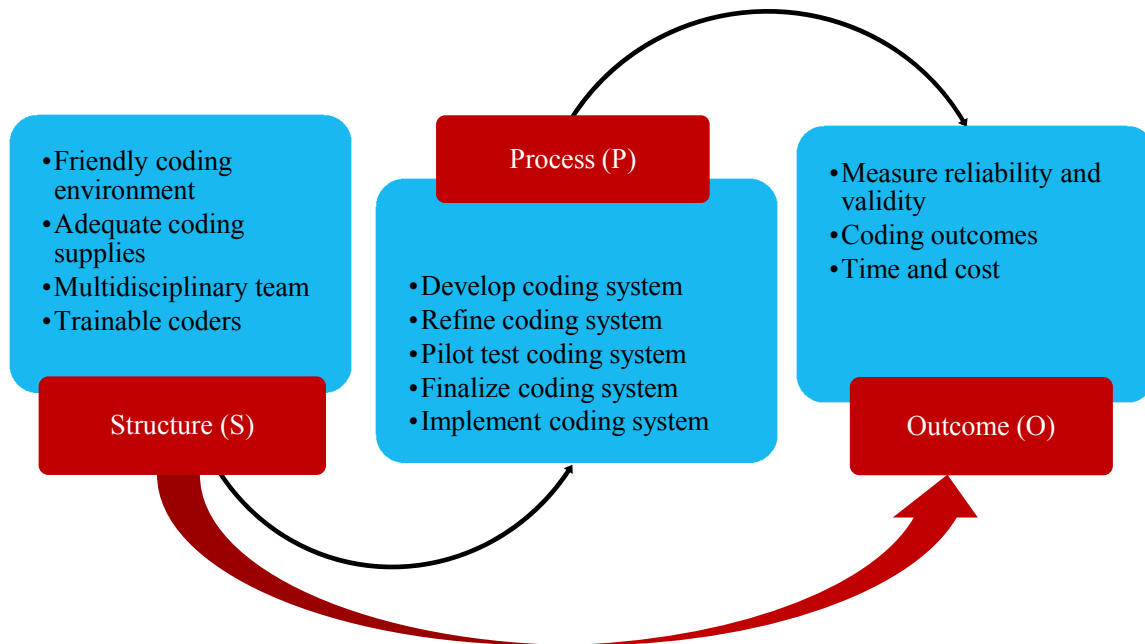 •Friendly coding
environment
•Adequate coding
supplies
•Multidisciplinary team
•Trainable coders
Structure (S)
Process (P)
•Develop coding system
•Refine coding system
•Pilot test coding system
•Finalize coding system
•Implement coding system
•Measure reliability and
validity
•Coding outcomes
•Time and cost
Outcome (O)